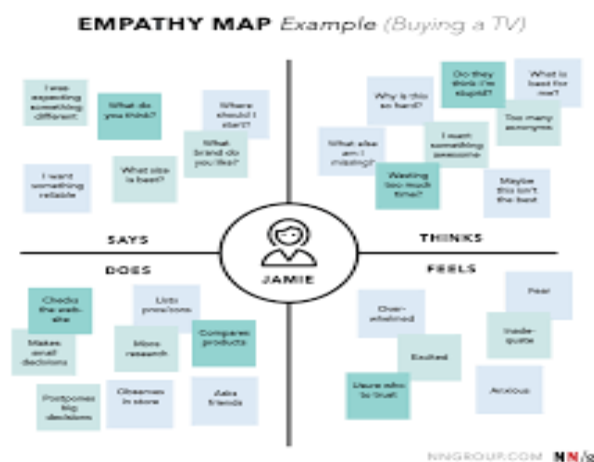 EMPATHY MAP Example (Buying a TV)
I was
expecting
something
different
What do
you think?
Where
should I
start?
What
brand do
you like?
I want
something
reliable
What size
is best?
SAYS
Why is this
so hard?
Do they
think I'm
stupid?
What is
best for
me?
Too many
acronyms
What else
am I
missing?
I want
something
awesome
Wasting
too much
time?
Maybe
this isn't
the best
THINKS
JAMIE
DOES
Checks
the web-
site
Lists
pros/cons
Makes
small
decisions
More
research
Compares
products
Postpones
big
decisions
Observes
in store
Asks
friends
FEELS
Fear
Over-
whelmed
Inade-
quate
Excited
Usure who
to trust
Anxious
NNGROUP.COM NN/g